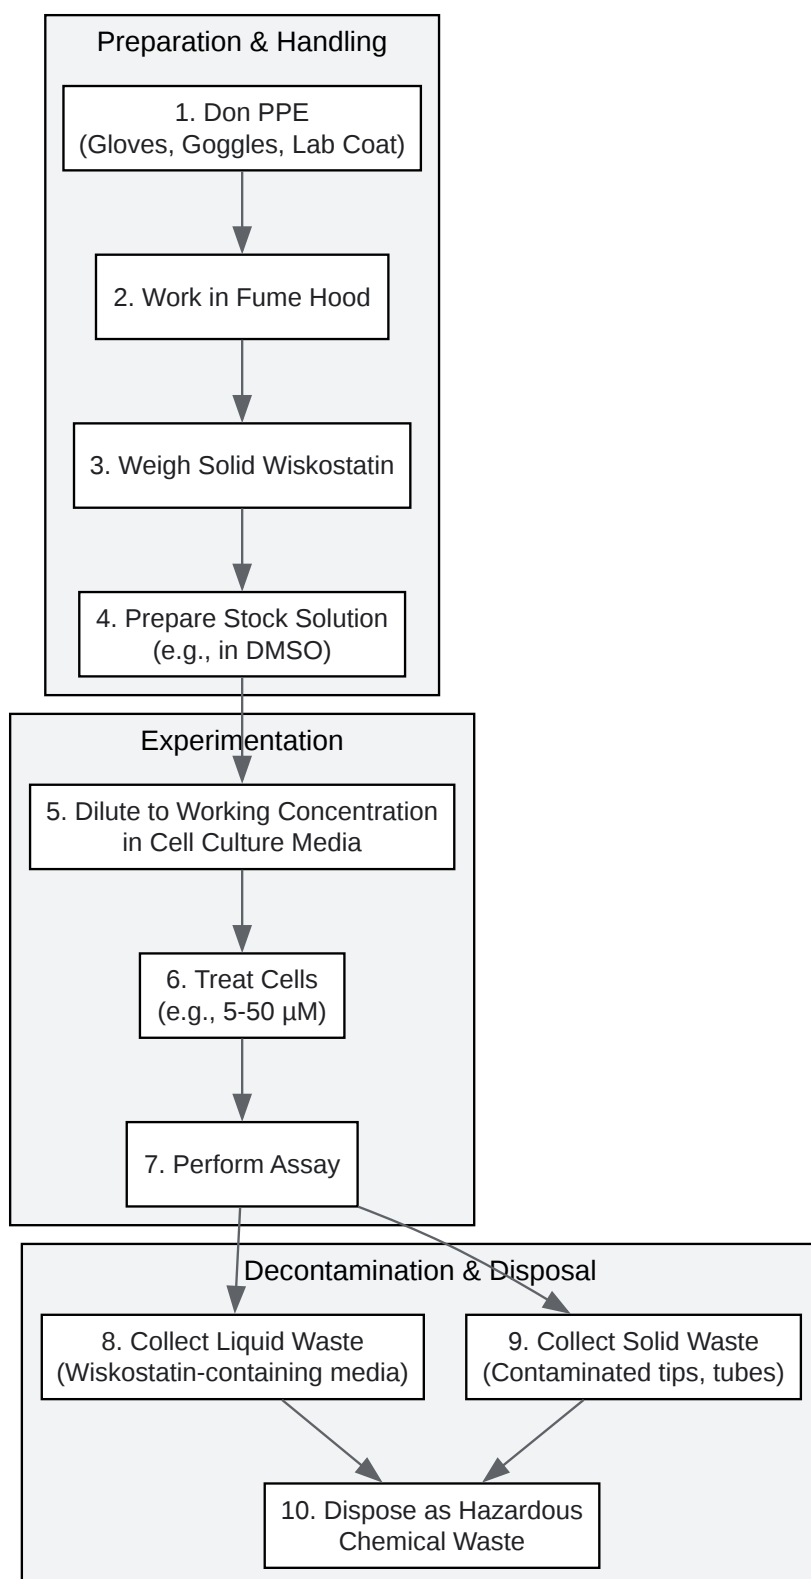 Preparation & Handling
1. Don PPE
(Gloves, Goggles, Lab Coat)
2. Work in Fume Hood
3. Weigh Solid Wiskostatin
4. Prepare Stock Solution
(e.g., in DMSO)
Experimentation
5. Dilute to Working Concentration
in Cell Culture Media
6. Treat Cells
(e.g., 5-50 µM)
7. Perform Assay
Decontamination & Disposal
8. Collect Liquid Waste
(Wiskostatin-containing media)
9. Collect Solid Waste
(Contaminated tips, tubes)
10. Dispose as Hazardous
Chemical Waste